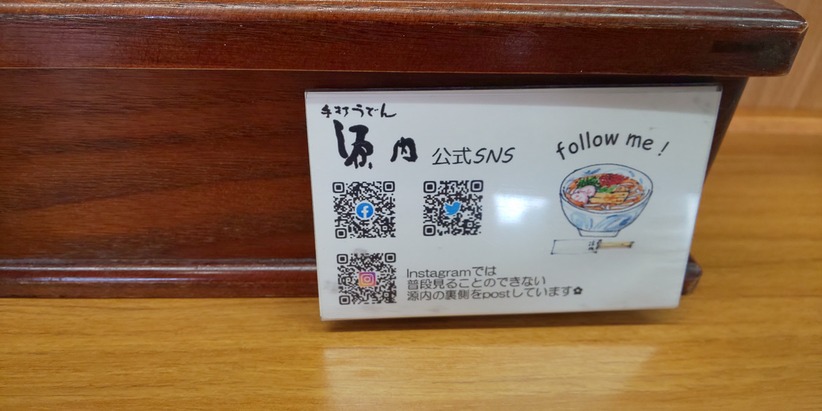 手打うどん
源内 公式SNS
follow me!
Instagramでは
普段見ることのできない
源内の裏側をpostしています✿